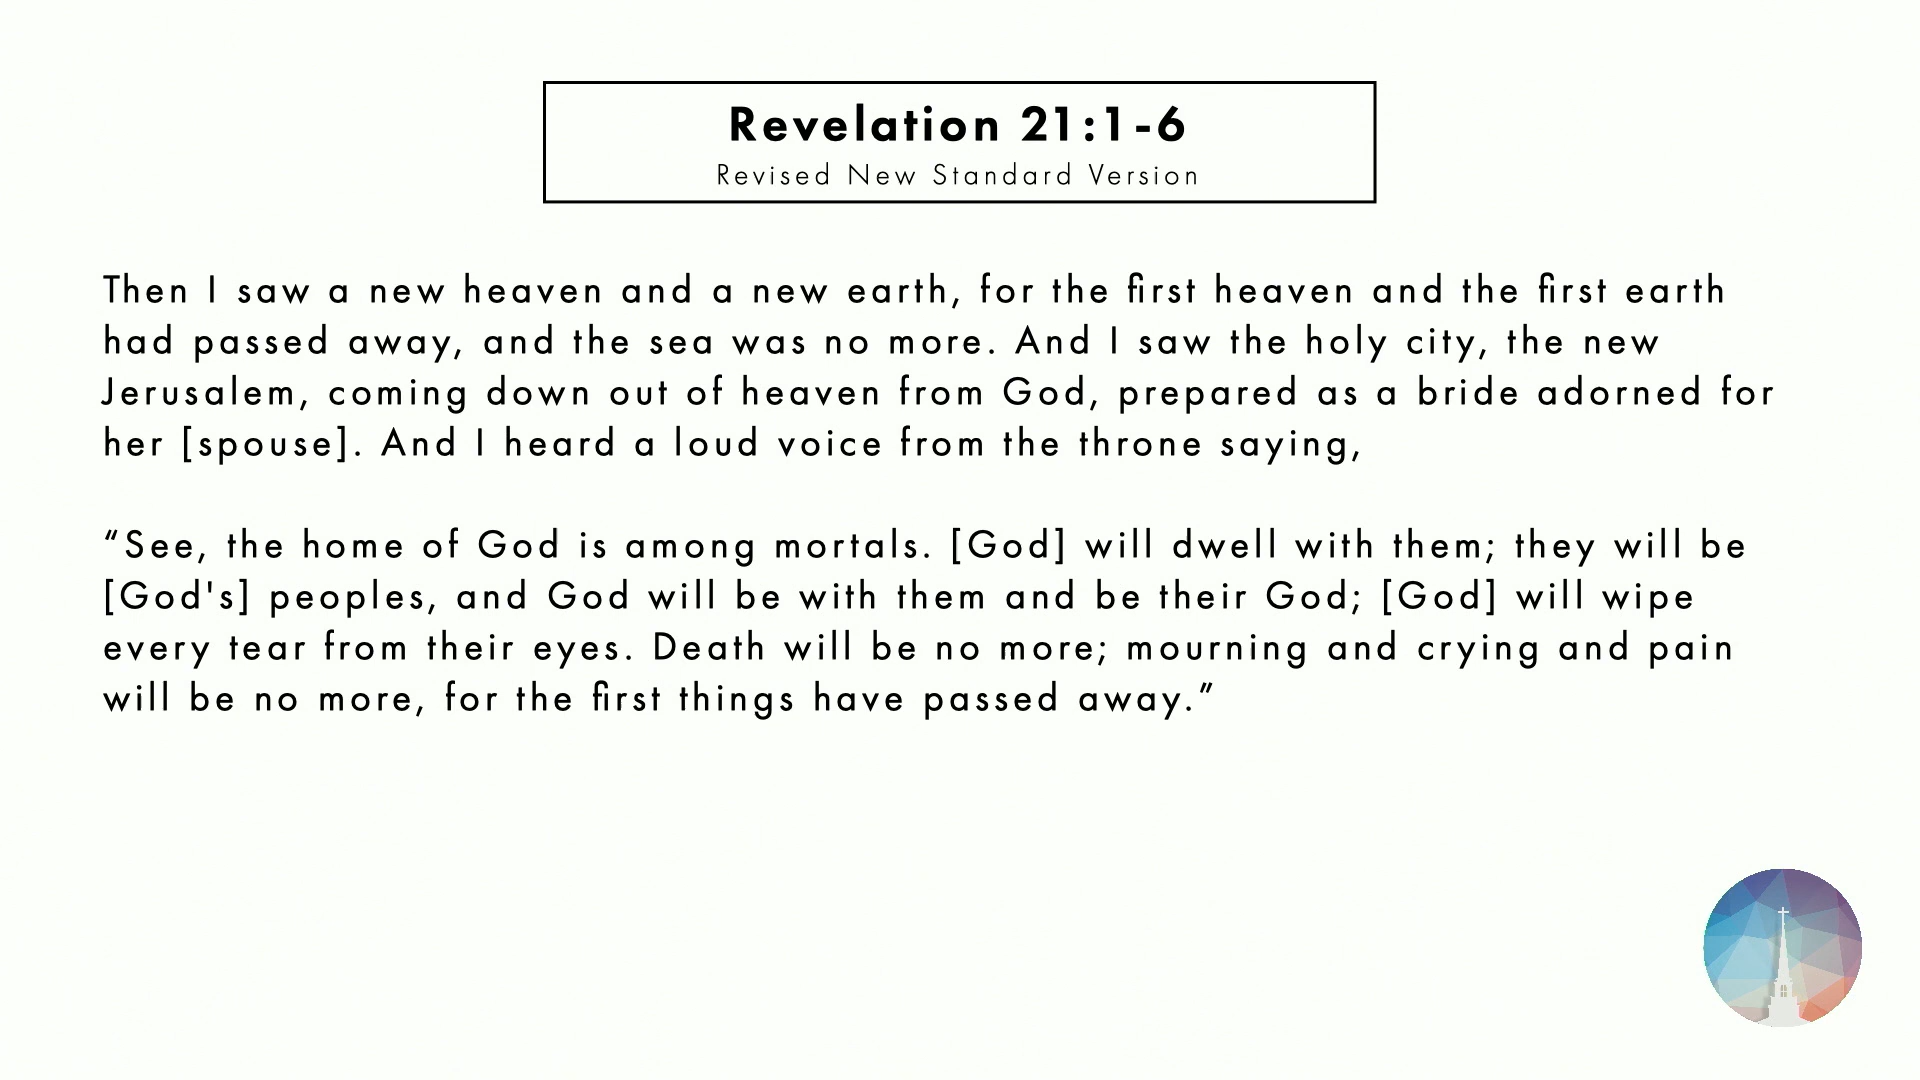 Revelation 21:1-6
Revised New Standard Version
Then I saw a new heaven and a new earth, for the first heaven and the first earth
had passed away, and the sea was no more. And I saw the holy city, the new
Jerusalem, coming down out of heaven from God, prepared as a bride adorned for
her [spouse]. And I heard a loud voice from the throne saying,
“See, the home of God is among mortals. [God] will dwell with them; they will be
[God's] peoples, and God will be with them and be their God; [God] will wipe
every tear from their eyes. Death will be no more; mourning and crying and pain
will be no more, for the first things have passed away.”